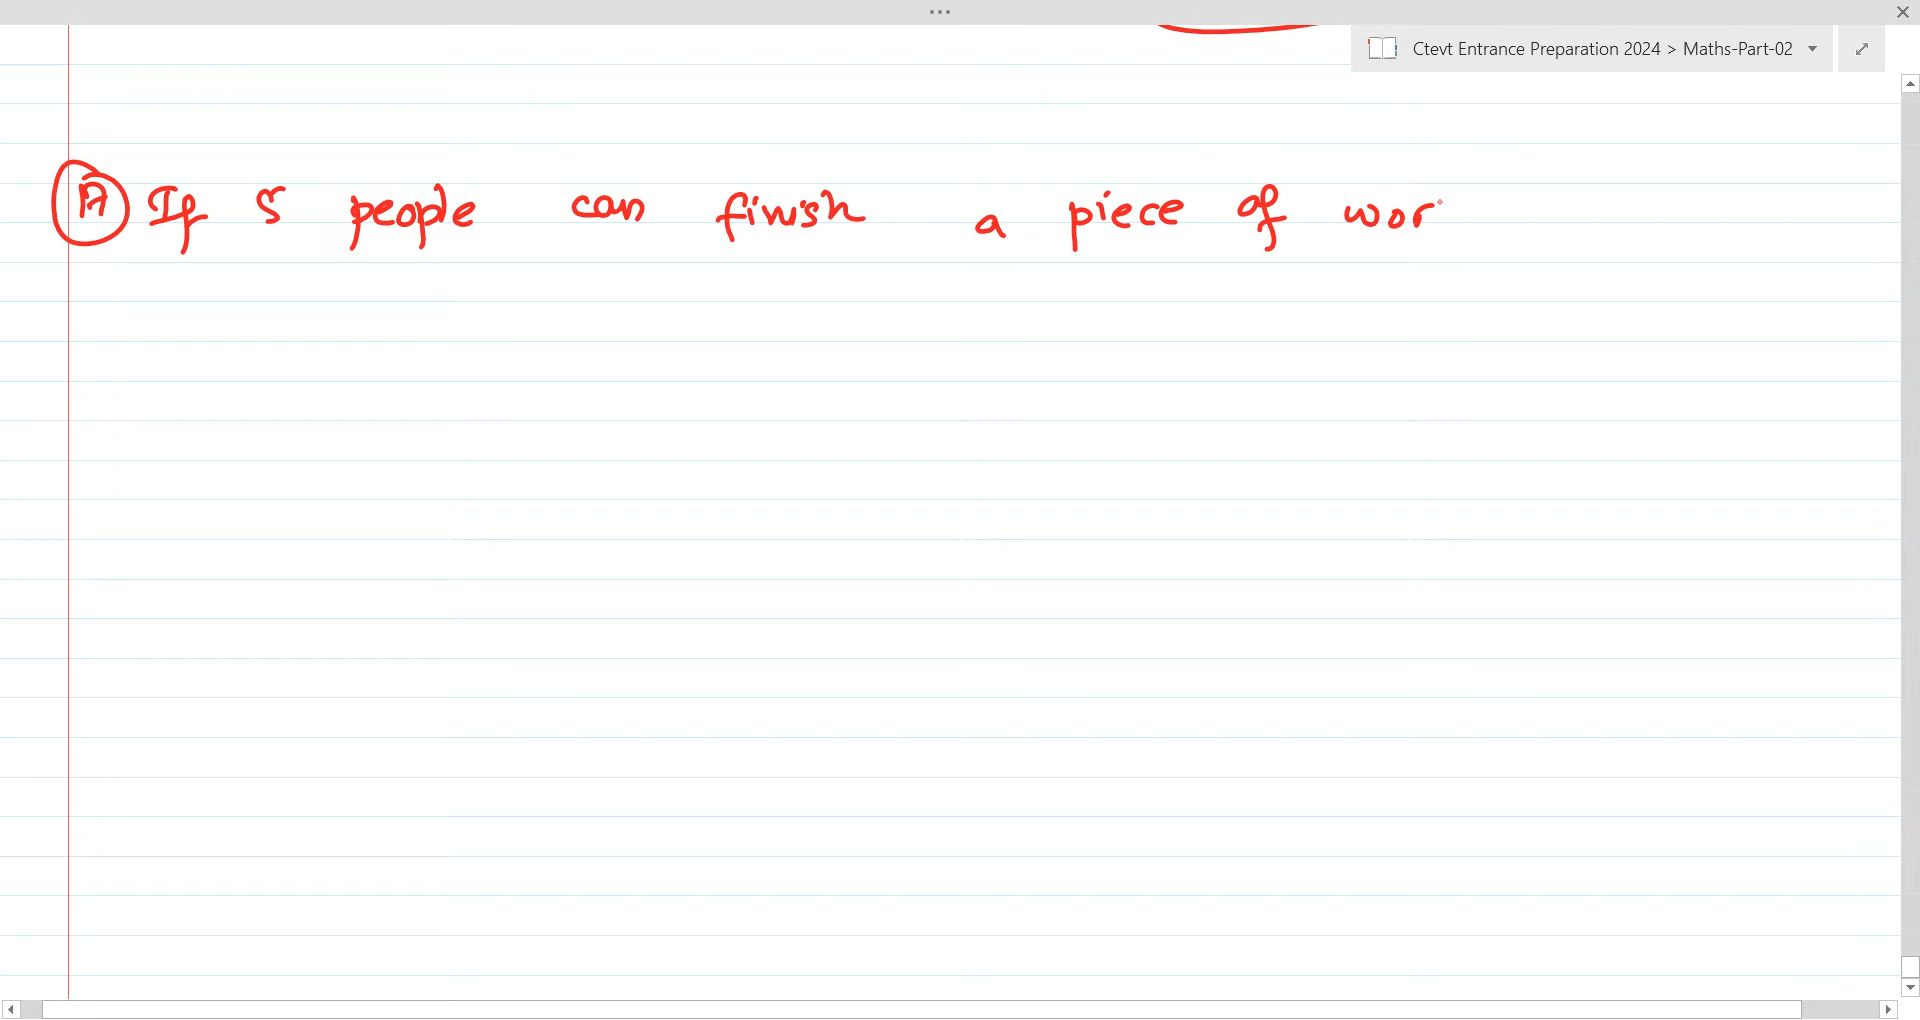 Ctevt Entrance Preparation 2024 > Maths-Part-02
A If 5 people can finish a piece of wor